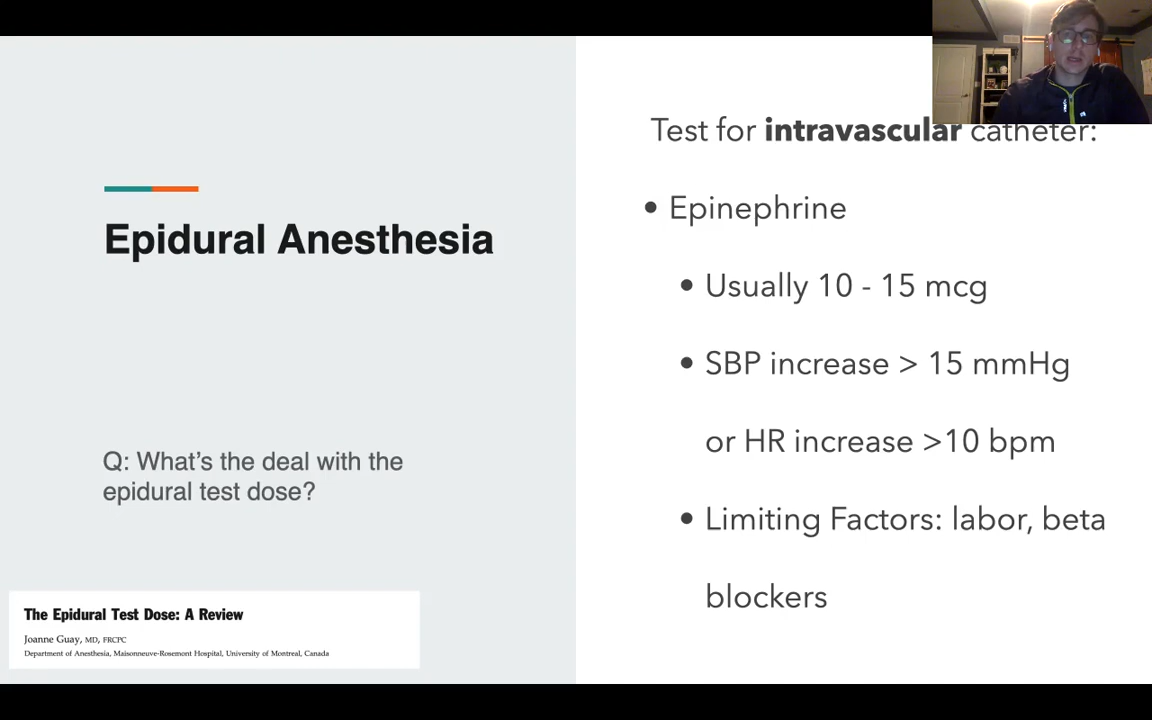 Epidural Anesthesia
Q: What's the deal with the
epidural test dose?
The Epidural Test Dose: A Review
Joanne Guay, MD, FRCPC
Department of Anesthesia, Maisonneuve-Rosemont Hospital, University of Montreal, Canada
Test for intravascular catheter:
• Epinephrine
• Usually 10 - 15 mcg
• SBP increase > 15 mmHg
or HR increase >10 bpm
• Limiting Factors: labor, beta
blockers